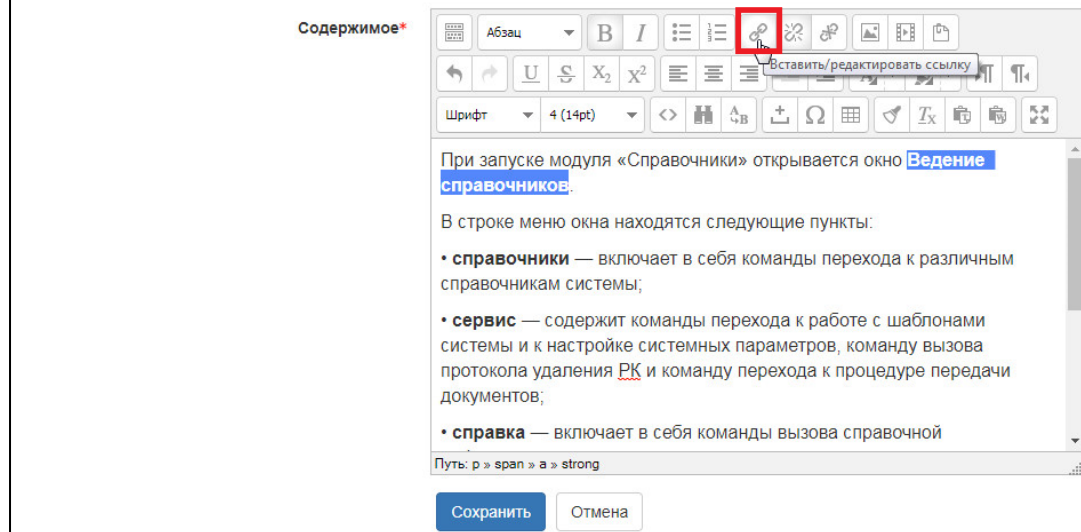 Содержимое*
Абзац B I
Вставить/редактировать ссылку
U S X₂ X²
Шрифт 4 (14pt)
При запуске модуля «Справочники» открывается окно Ведение
справочников.
В строке меню окна находятся следующие пункты:
• справочники — включает в себя команды перехода к различным
справочникам системы;
• сервис — содержит команды перехода к работе с шаблонами
системы и к настройке системных параметров, команду вызова
протокола удаления РК и команду перехода к процедуре передачи
документов;
• справка — включает в себя команды вызова справочной
Путь: p » span » a » strong
Сохранить Отмена